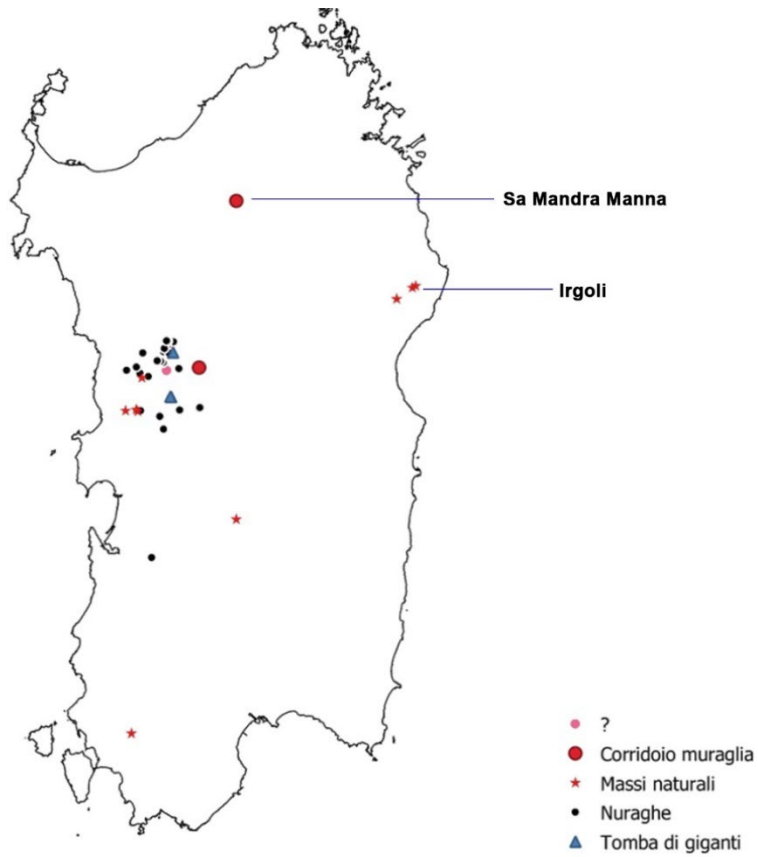 Sa Mandra Manna
Irgoli
?
Corridoio muraglia
Massi naturali
Nuraghe
Tomba di giganti